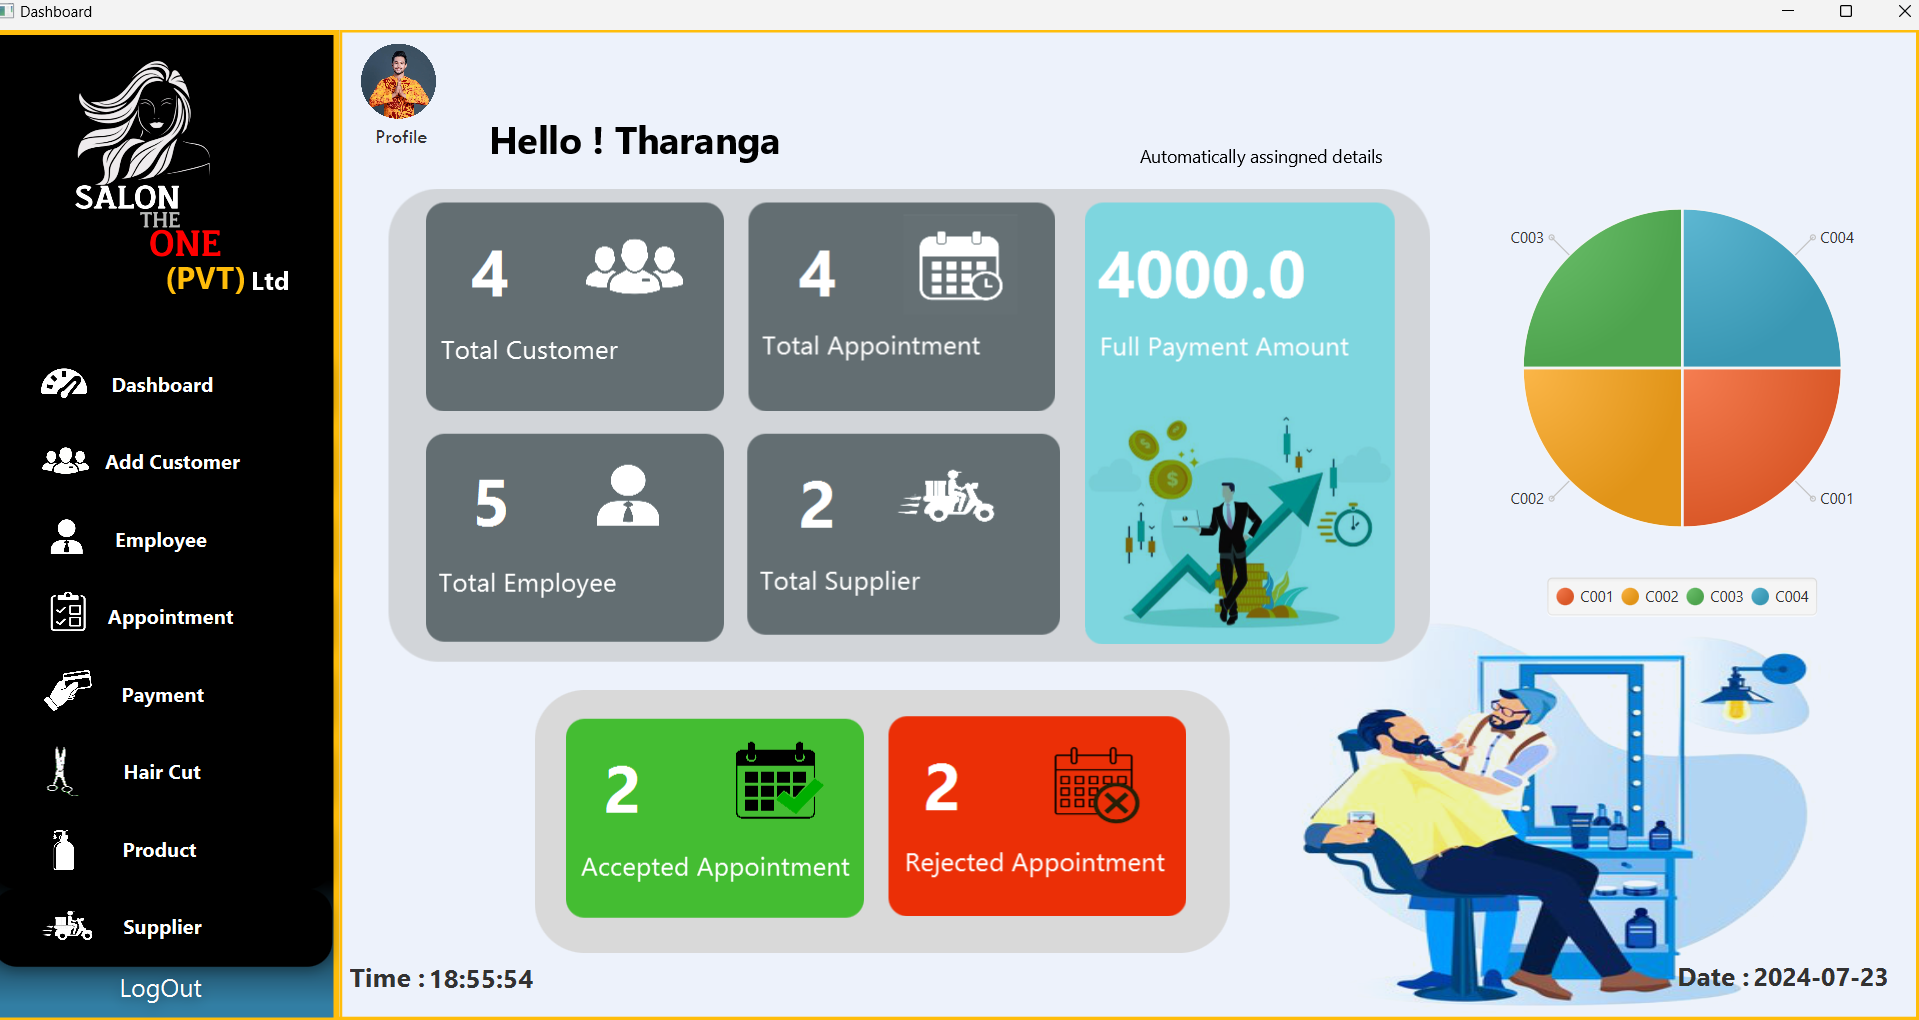 Dashboard
SALON
THE
ONE
(PVT) Ltd
Dashboard
Add Customer
Employee
Appointment
Payment
Hair Cut
Product
Supplier
LogOut
Profile
Hello ! Tharanga
Automatically assingned details
4
Total Customer
4
Total Appointment
4000.0
Full Payment Amount
5
Total Employee
2
Total Supplier
C003
C004
C002
C001
C001 C002 C003 C004
2
Accepted Appointment
2
Rejected Appointment
Time : 18:55:54
Date : 2024-07-23